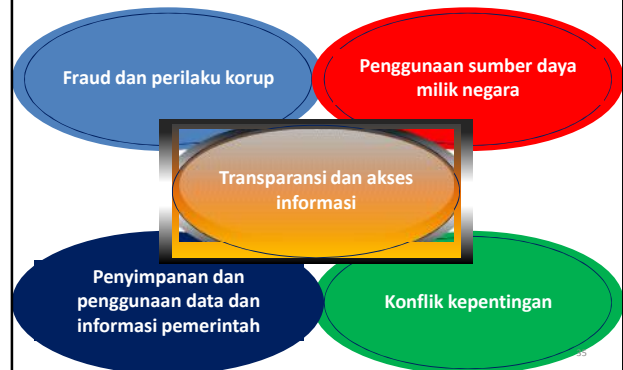 Fraud dan perilaku korup
Penggunaan sumber daya
milik negara
Transparansi dan akses
informasi
Penyimpanan dan
penggunaan data dan
informasi pemerintah
Konflik kepentingan